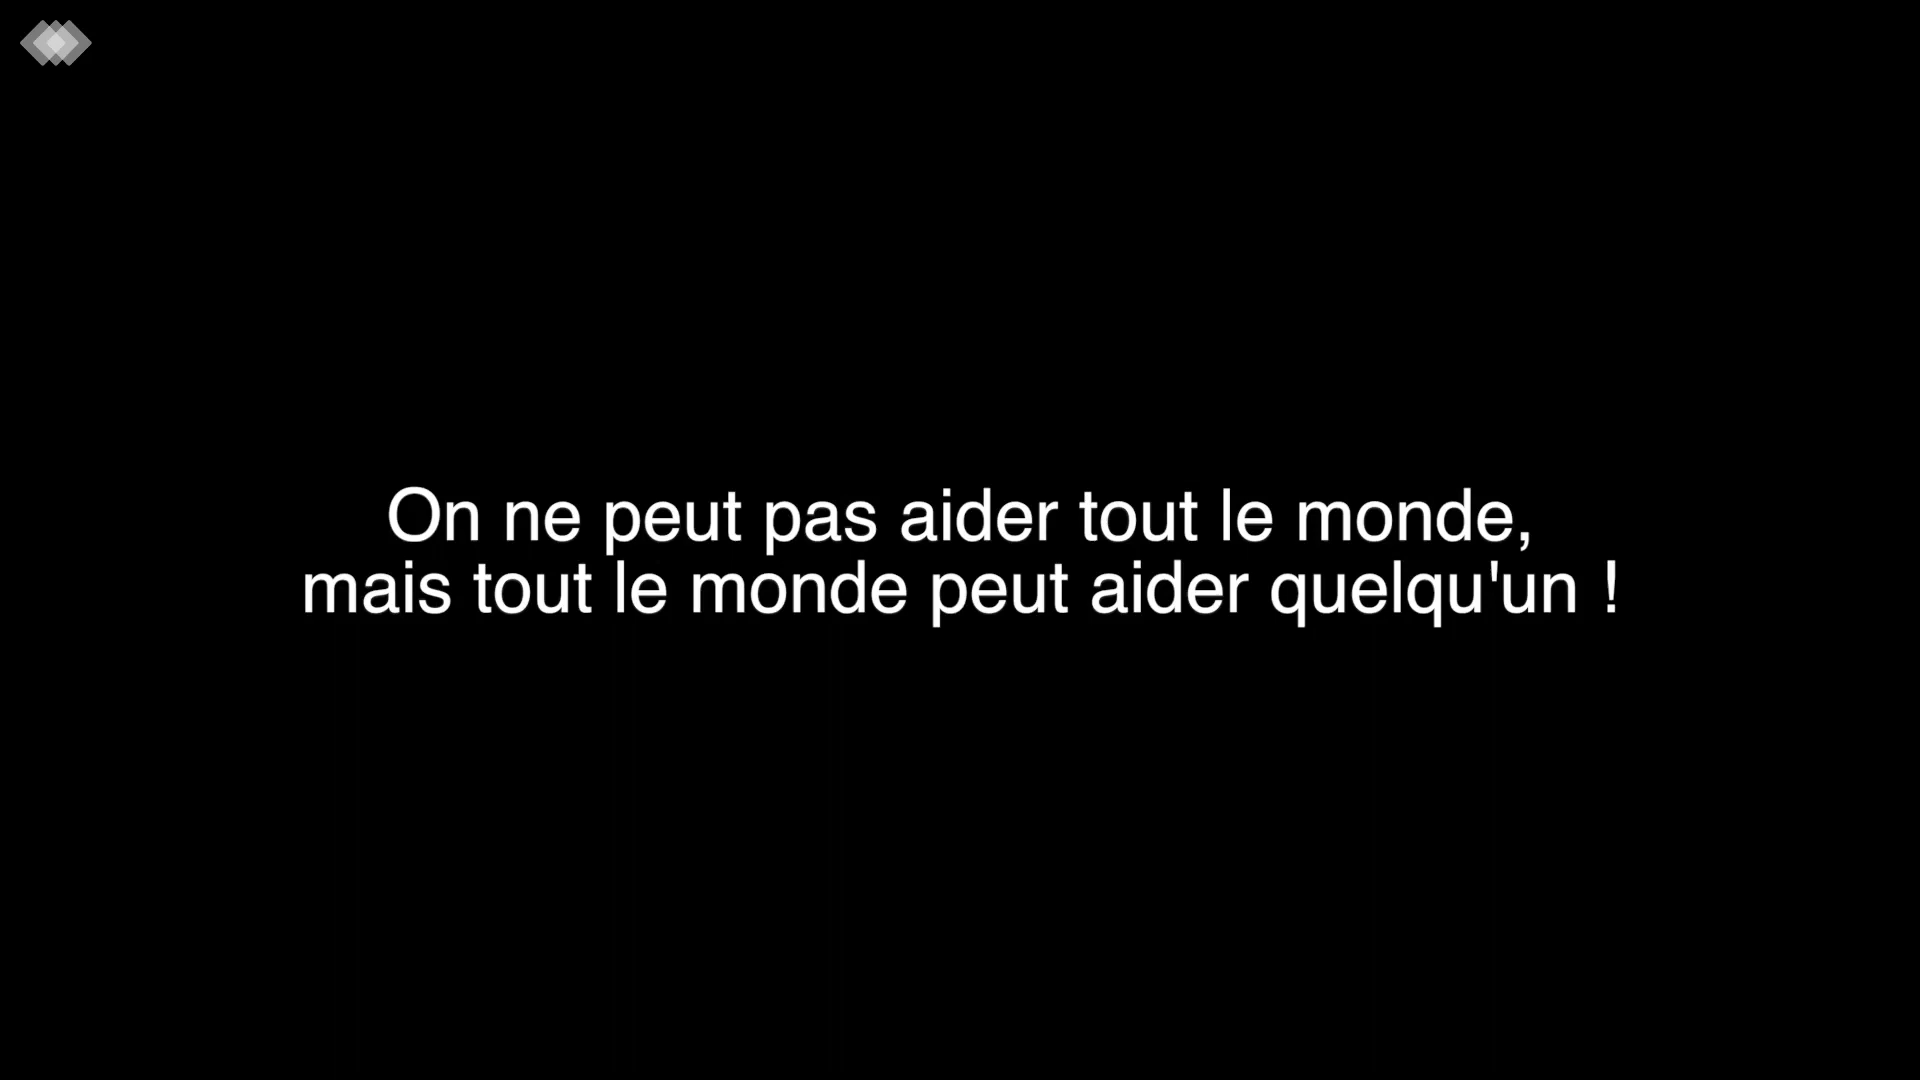 On ne peut pas aider tout le monde,
mais tout le monde peut aider quelqu'un !